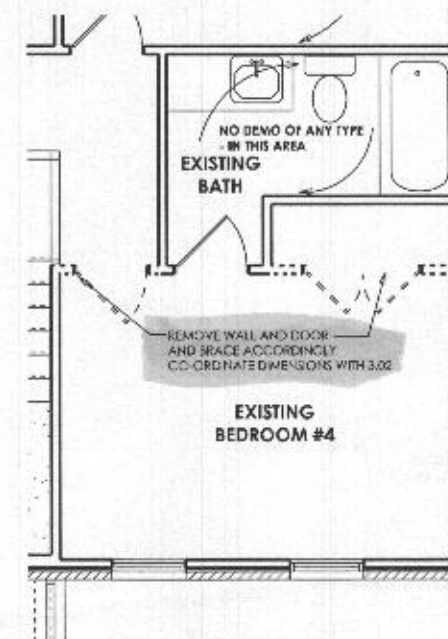 NO DEMO OF ANY TYPE
- IN THIS AREA
EXISTING
BATH
REMOVE WALL AND DOOR
AND BRACE ACCORDINGLY
CO-ORDINATE DIMENSIONS WITH 3.02
EXISTING
BEDROOM #4